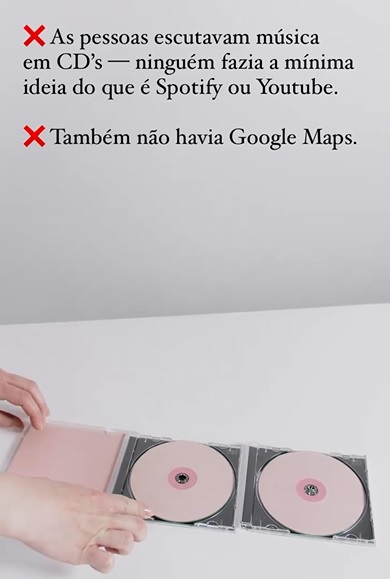 ❌ As pessoas escutavam música
em CD's — ninguém fazia a mínima
ideia do que é Spotify ou Youtube.
❌ Também não havia Google Maps.